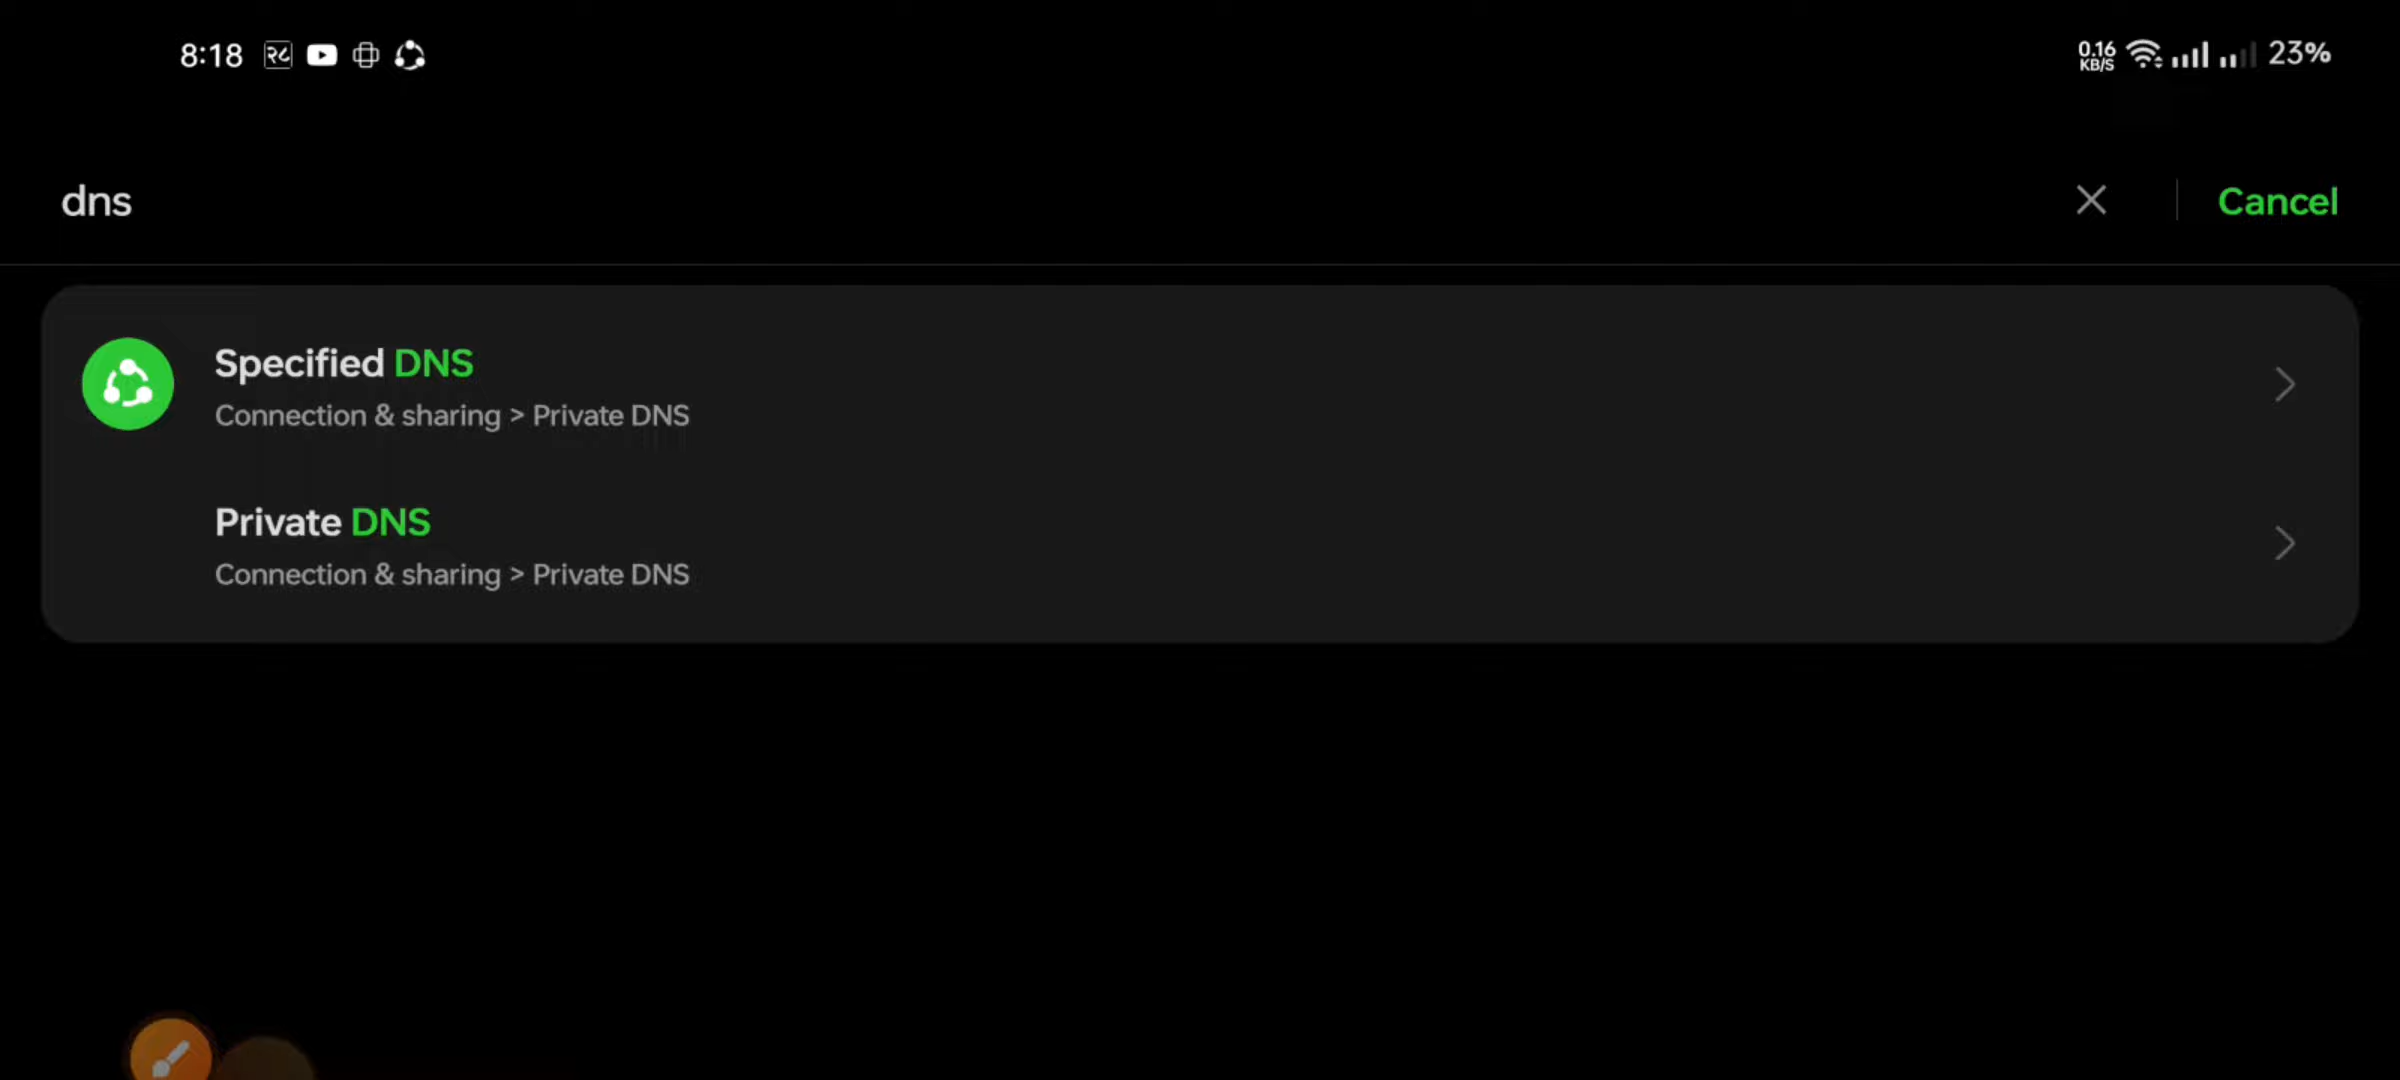 8:18 २८ 0.16 KB/S 23%
dns Cancel
Specified DNS
Connection & sharing > Private DNS
Private DNS
Connection & sharing > Private DNS